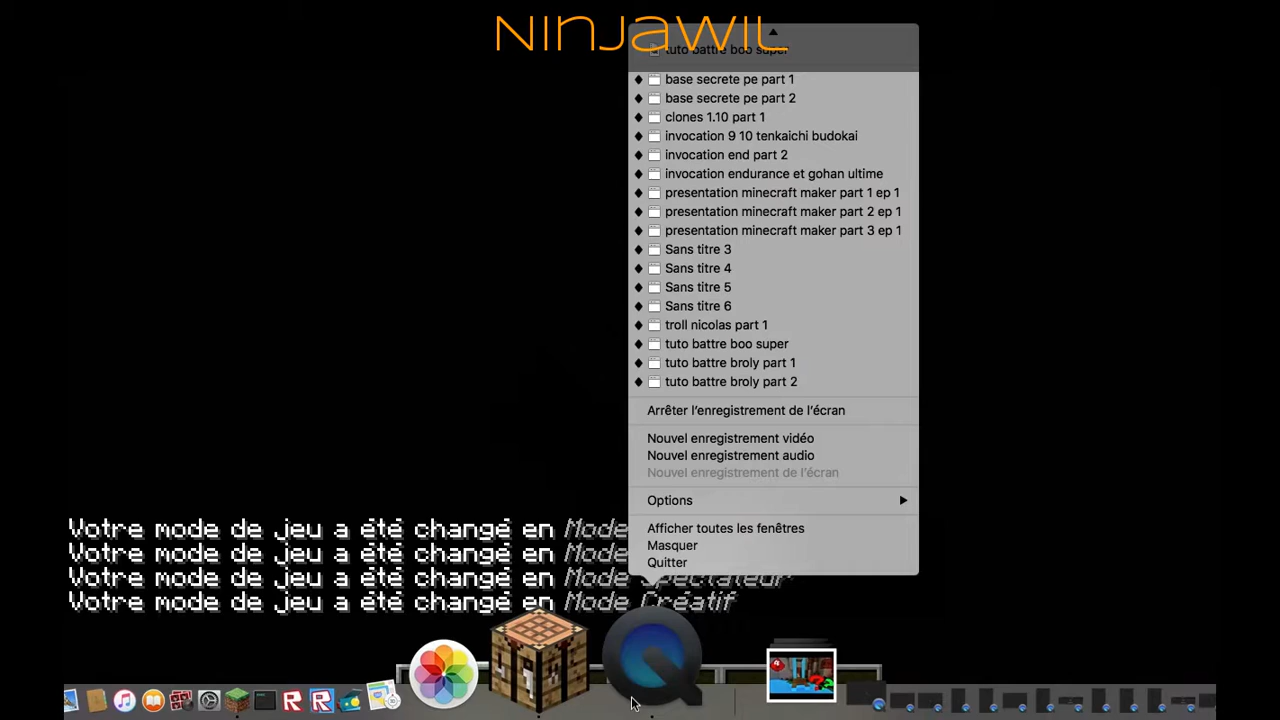 NINJAWIL
tuto battre boo super
base secrete pe part 1
base secrete pe part 2
clones 1.10 part 1
invocation 9 10 tenkaichi budokai
invocation end part 2
invocation endurance et gohan ultime
presentation minecraft maker part 1 ep 1
presentation minecraft maker part 2 ep 1
presentation minecraft maker part 3 ep 1
Sans titre 3
Sans titre 4
Sans titre 5
Sans titre 6
troll nicolas part 1
tuto battre boo super
tuto battre broly part 1
tuto battre broly part 2
Arrêter l’enregistrement de l’écran
Nouvel enregistrement vidéo
Nouvel enregistrement audio
Nouvel enregistrement de l’écran
Options
Afficher toutes les fenêtres
Masquer
Quitter
Votre mode de jeu a été changé en Mode
Votre mode de jeu a été changé en Mode
Votre mode de jeu a été changé en Mode Spectateur
Votre mode de jeu a été changé en Mode Créatif